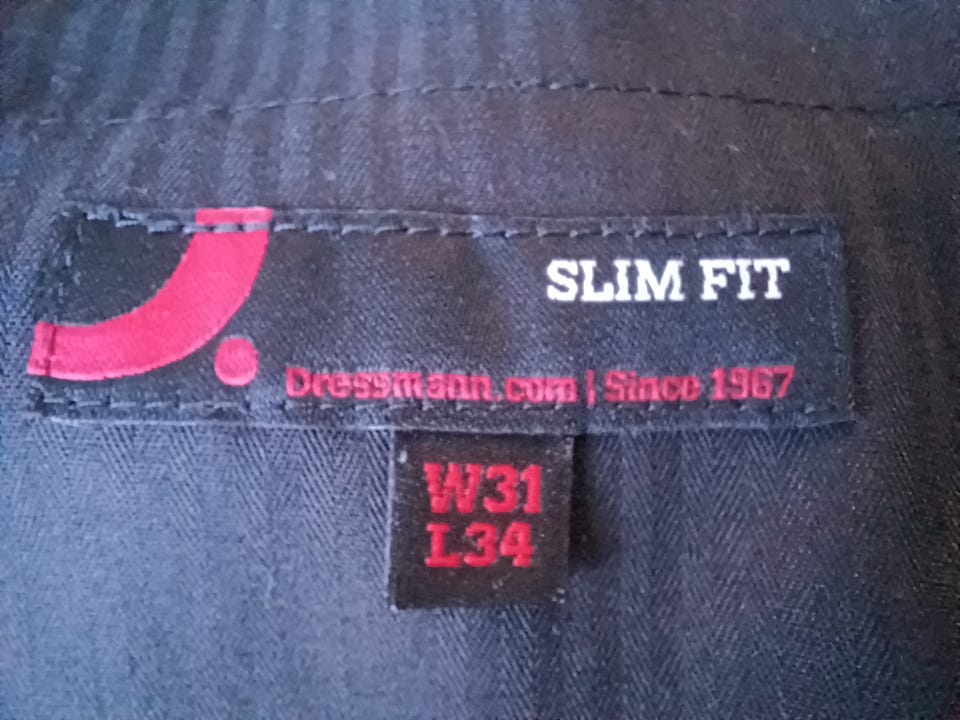 SLIM FIT
Dressmann.com | Since 1967
W31
L34